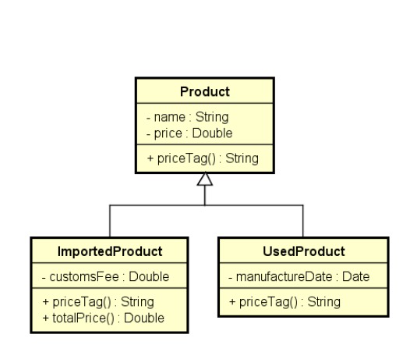 Product
- name : String
- price : Double
+ priceTag() : String
ImportedProduct
- customsFee : Double
+ priceTag() : String
+ totalPrice() : Double
UsedProduct
- manufactureDate : Date
+ priceTag() : String